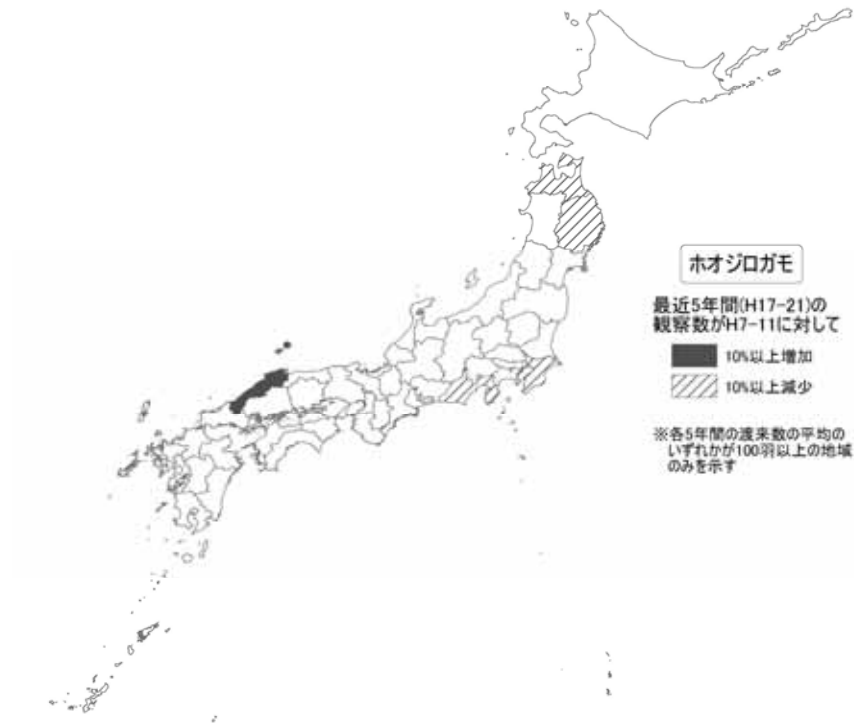 ホオジロガモ
最近5年間(H17-21)の
観察数がH7-11に対して
10%以上増加
10%以上減少
※各5年間の渡来数の平均の
いずれかが100羽以上の地域
のみを示す